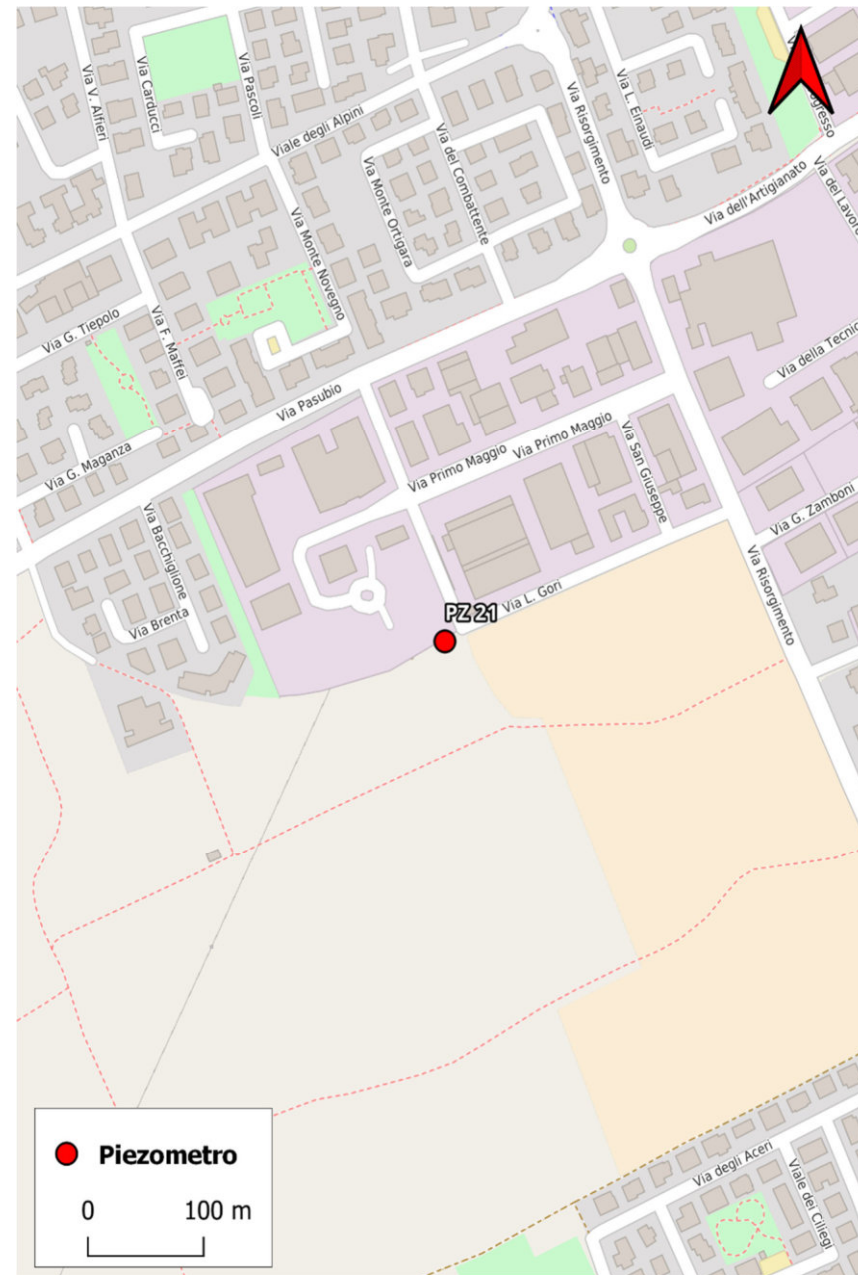 Via V. Alfieri
Via Carducci
Via Pascoli
Viale degli Alpini
Via del Combattente
Via Risorgimento
Via L. Einaudi
Via dell'Artigianato
Via del Lavoro
Via Monte Ortigara
Via Monte Novegno
Via G. Tiepolo
Via F. Maffei
Via Pasubio
Via della Tecnic
Via G. Maganza
Via Primo Maggio
Via Primo Maggio
Via San Giuseppe
Via G. Zamboni
Via Bacchiglione
Via Brenta
Via L. Gori
PZ 21
Via Risorgimento
Via degli Aceri
Viale dei Ciliegi
Piezometro
0 100 m